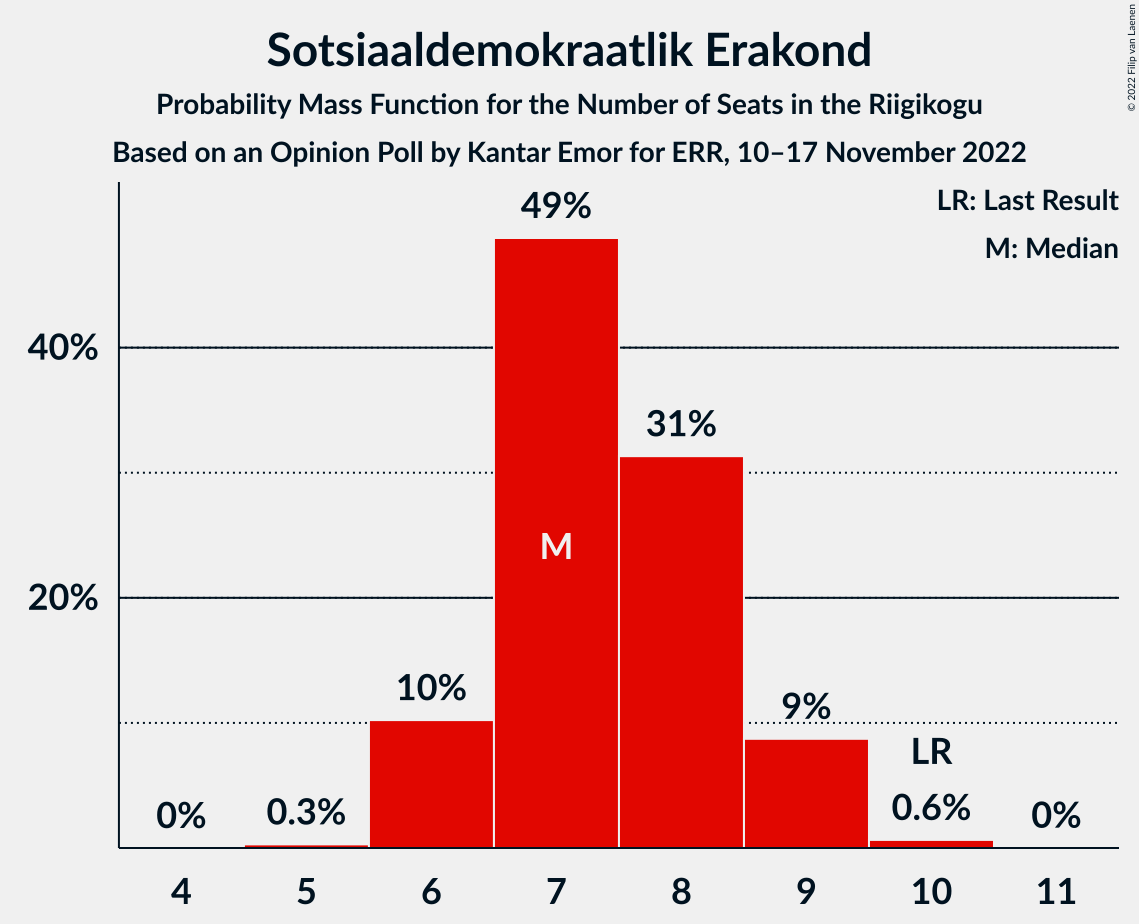 Sotsiaaldemokraatlik Erakond
Probability Mass Function for the Number of Seats in the Riigikogu
Based on an Opinion Poll by Kantar Emor for ERR, 10–17 November 2022
© 2022 Filip van Laenen
LR: Last Result
M: Median
49%
40%
31%
M
20%
10%
9%
LR
0%
0.3%
0.6%
0%
4 5 6 7 8 9 10 11